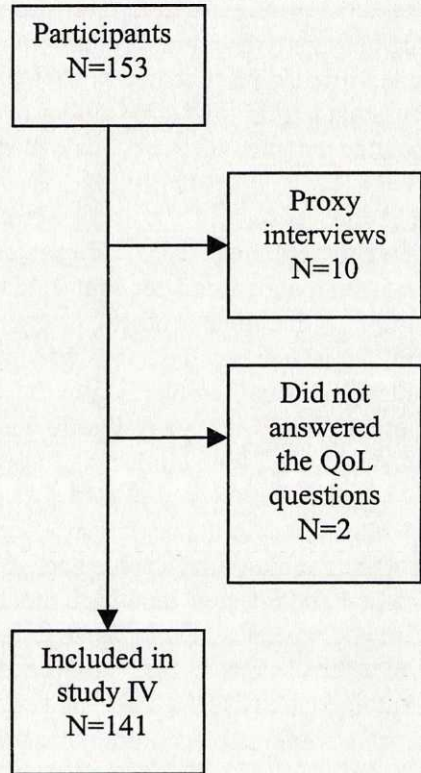 Participants
N=153
Proxy
interviews
N=10
Did not
answered
the QoL
questions
N=2
Included in
study IV
N=141